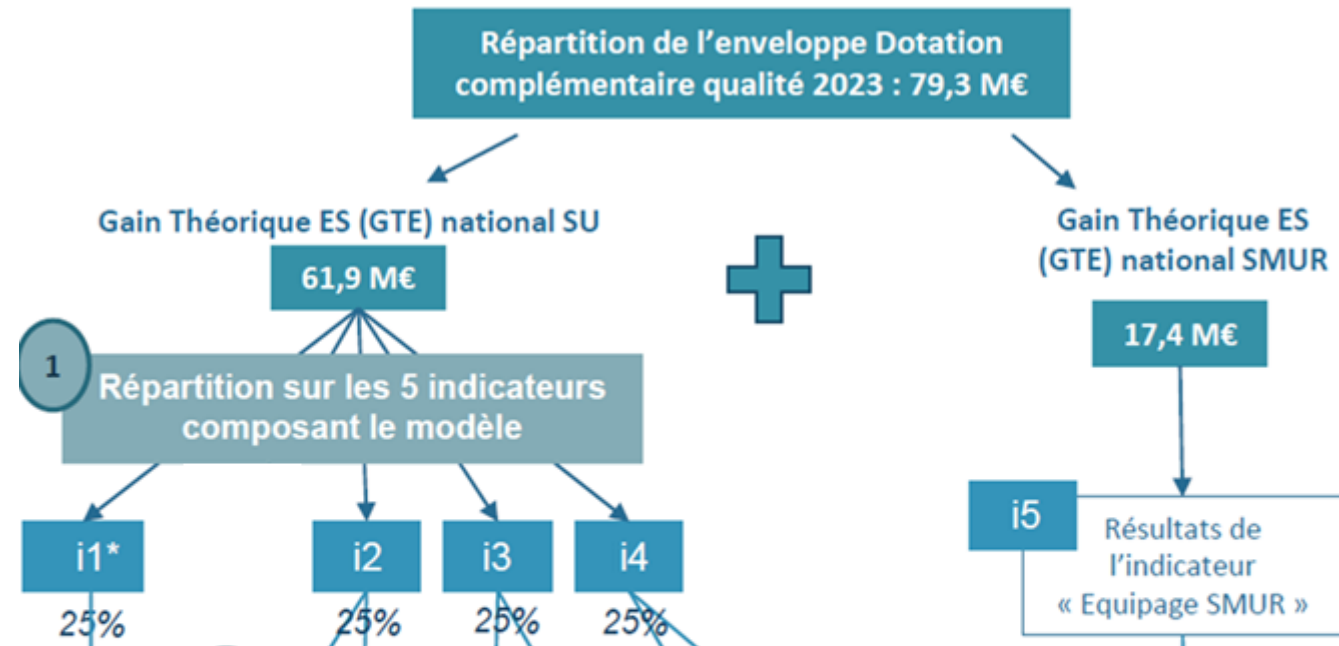 Répartition de l'enveloppe Dotation
complémentaire qualité 2023 : 79,3 M€
Gain Théorique ES (GTE) national SU
61,9 M€
Gain Théorique ES
(GTE) national SMUR
17,4 M€
1
Répartition sur les 5 indicateurs
composant le modèle
i1*
i2
i3
i4
25%
25%
25%
25%
i5
Résultats de
l'indicateur
« Equipage SMUR »